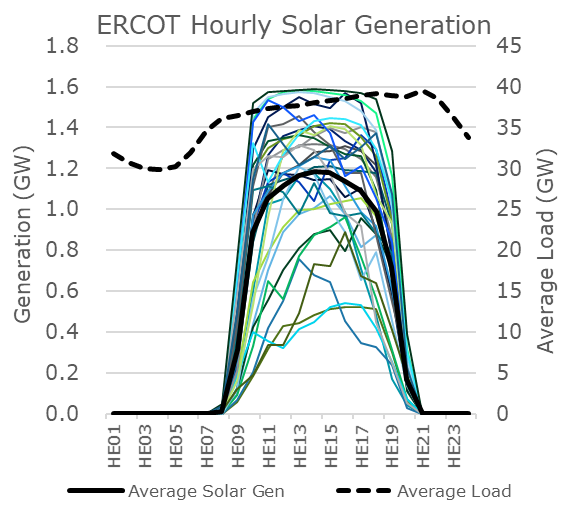 ERCOT Hourly Solar Generation
Generation (GW)
1.8
1.6
1.4
1.2
1.0
0.8
0.6
0.4
0.2
0.0
45
40
35
30
25
20
15
10
5
0
Average Load (GW)
HE01
HE03
HE05
HE07
HE09
HE11
HE13
HE15
HE17
HE19
HE21
HE23
Average Solar Gen
Average Load